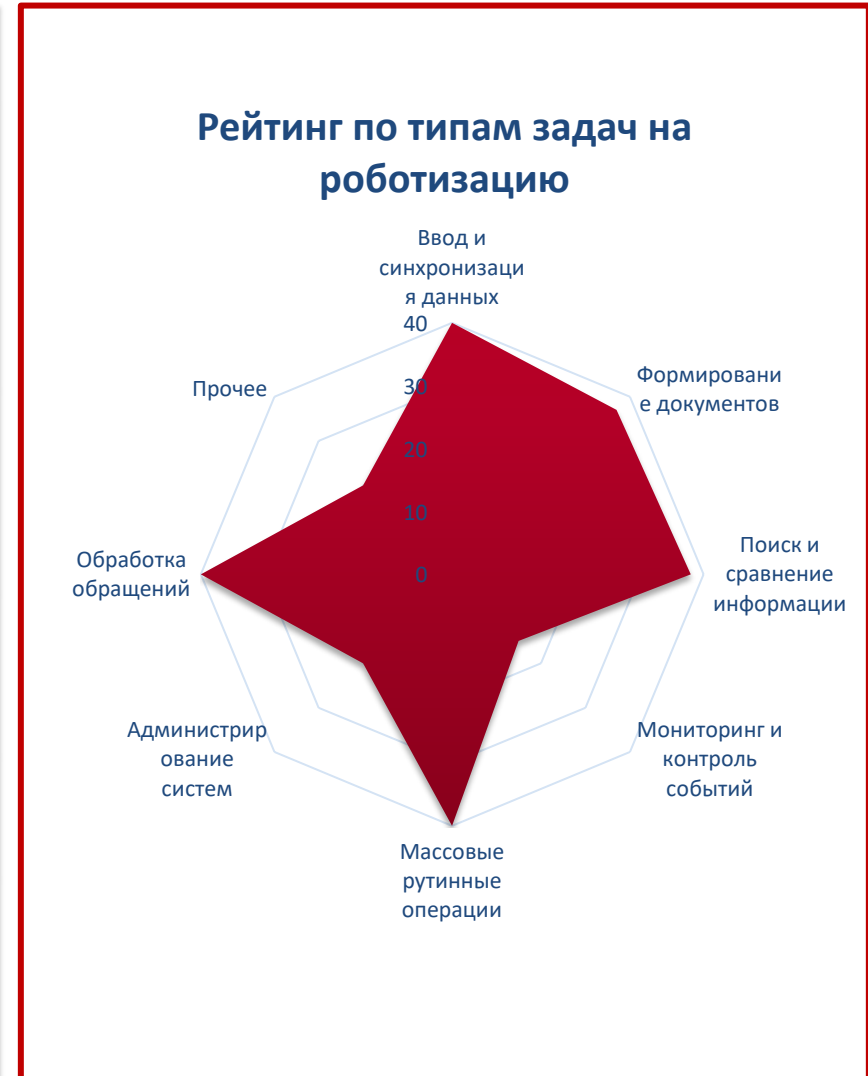 Рейтинг по типам задач на
роботизацию
Ввод и
синхронизаци
я данных
40
30
20
10
0
Формировани
е документов
Поиск и
сравнение
информации
Мониторинг и
контроль
событий
Массовые
рутинные
операции
Администрир
ование
систем
Обработка
обращений
Прочее